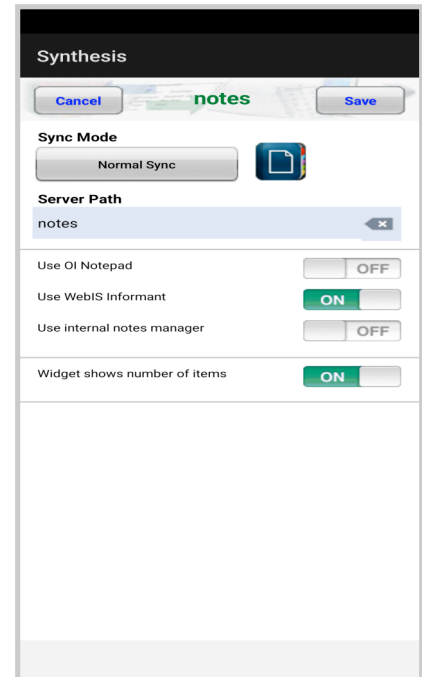 Synthesis
Cancel notes Save
Sync Mode
Normal Sync
Server Path
notes
Use OI Notepad OFF
Use WebIS Informant ON
Use internal notes manager OFF
Widget shows number of items ON